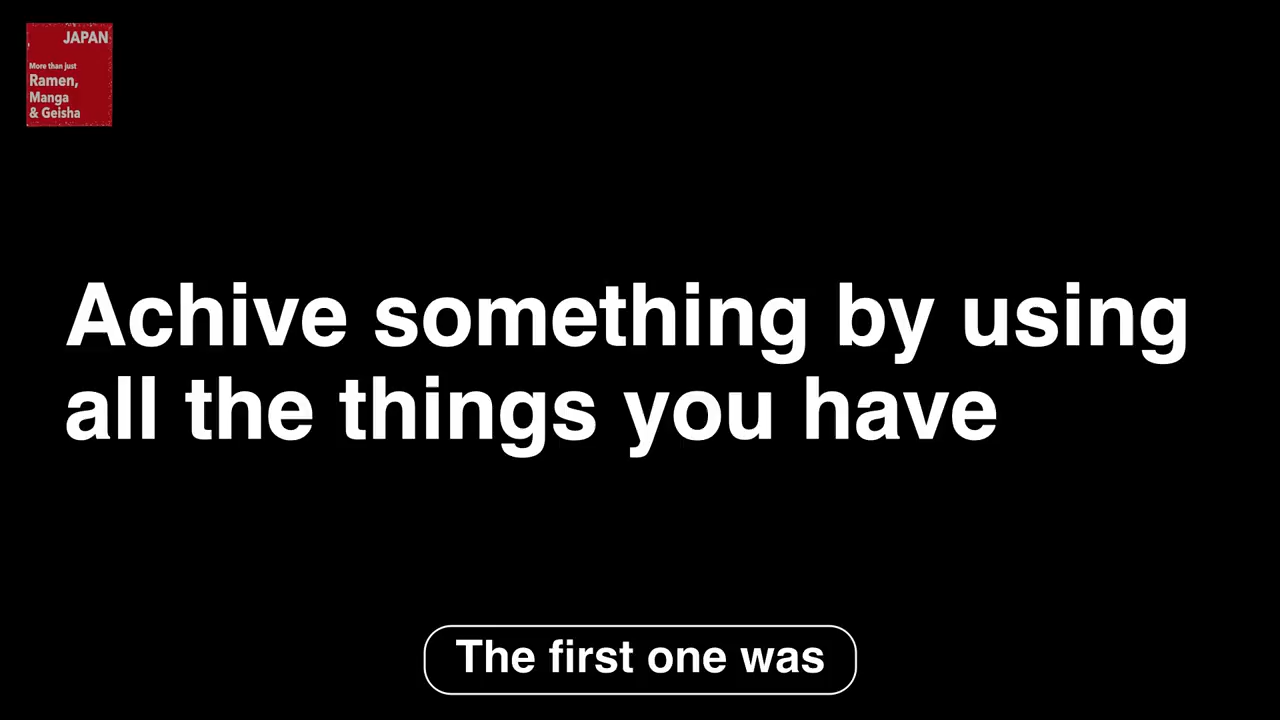 JAPAN
More than just
Ramen,
Manga
& Geisha
Achive something by using
all the things you have
The first one was